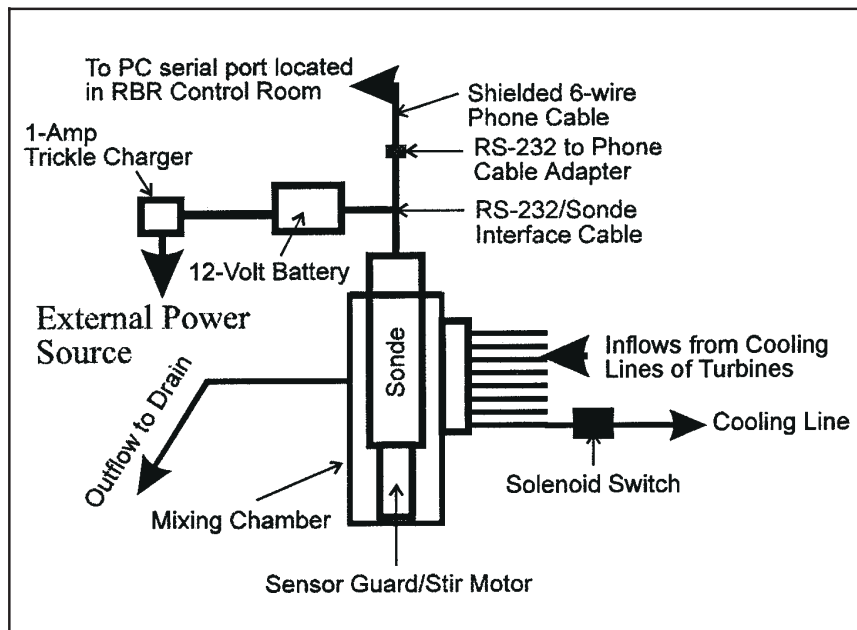 To PC serial port located
in RBR Control Room
Shielded 6-wire
Phone Cable
1-Amp
Trickle Charger
RS-232 to Phone
Cable Adapter
RS-232/Sonde
Interface Cable
12-Volt Battery
External Power
Source
Sonde
Inflows from Cooling
Lines of Turbines
Outflow to Drain
Cooling Line
Solenoid Switch
Mixing Chamber
Sensor Guard/Stir Motor